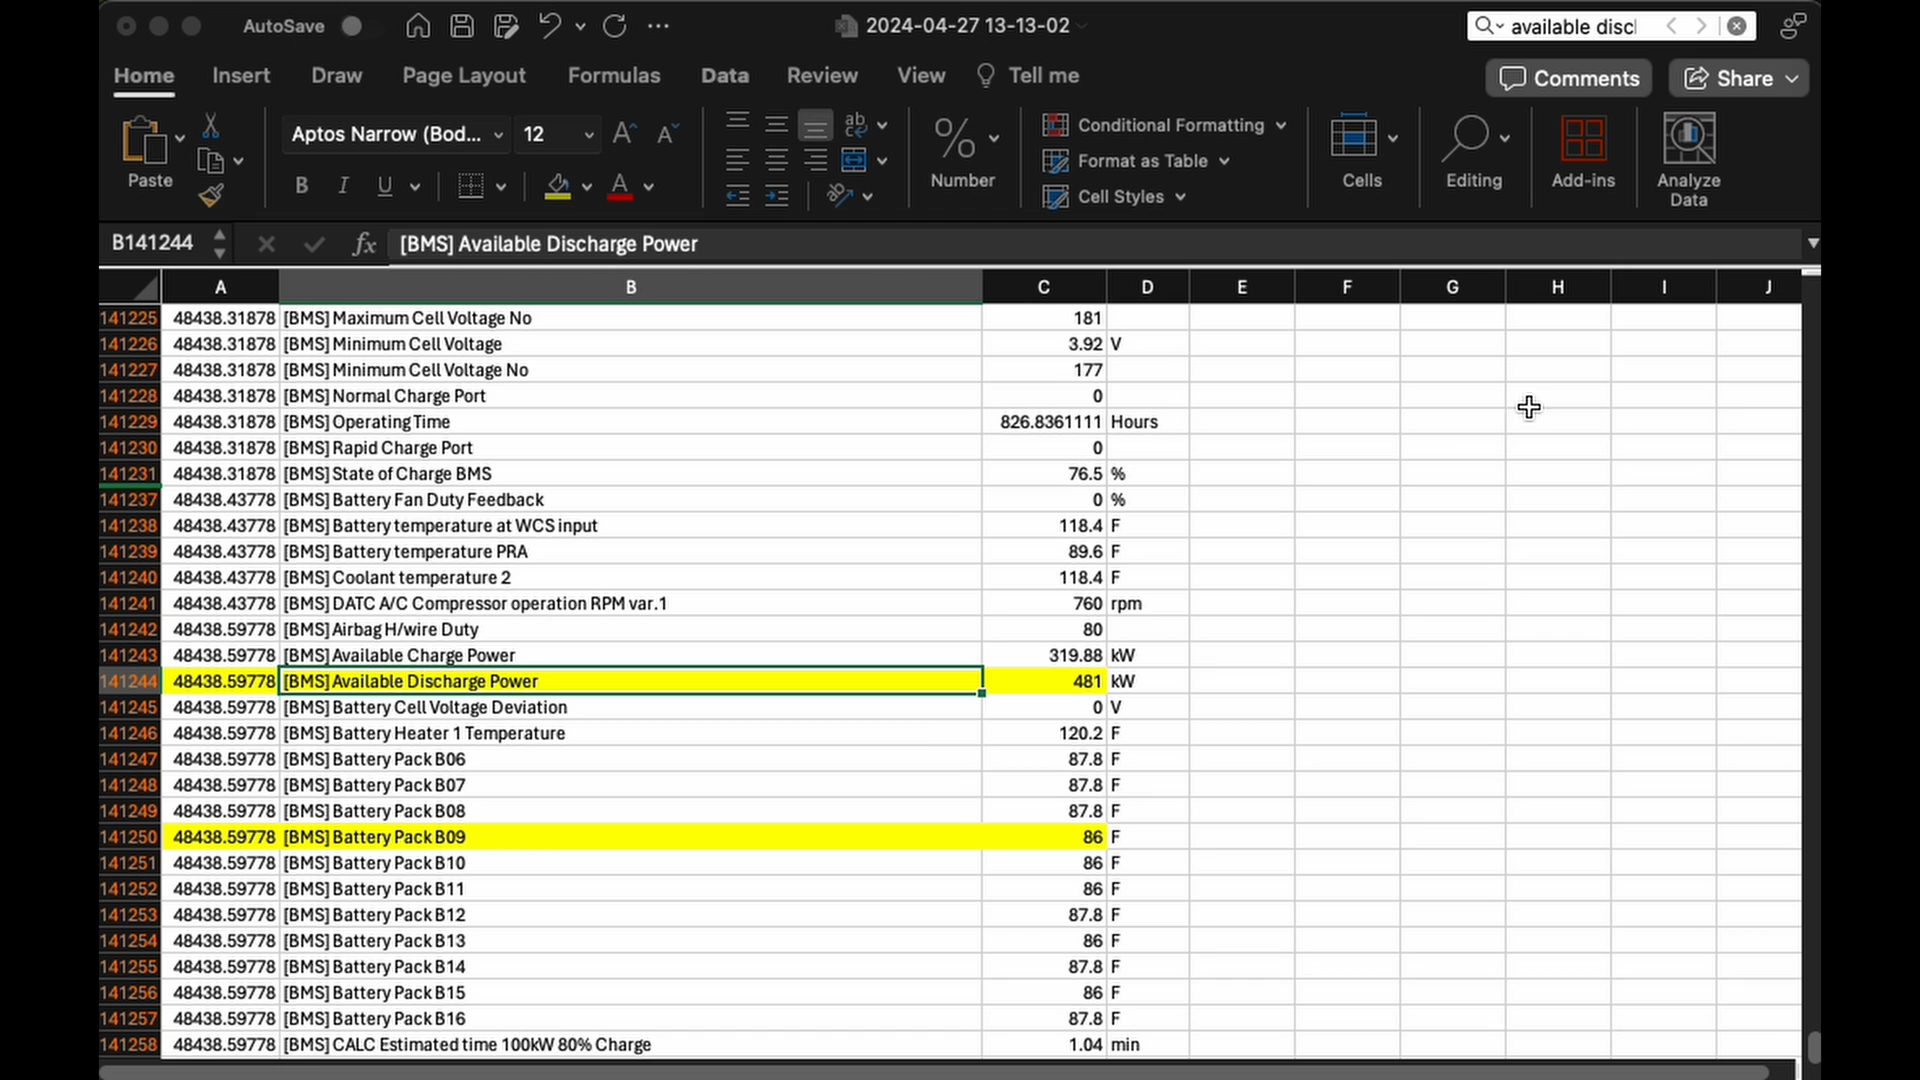 AutoSave
2024-04-27 13-13-02
available disc
Home Insert Draw Page Layout Formulas Data Review View Tell me
Comments Share
Paste
Aptos Narrow (Bod... 12
B I U A
ab
Number
Conditional Formatting
Format as Table
Cell Styles
Cells
Editing
Add-ins
Analyze
Data
B141244 fx [BMS] Available Discharge Power
A B C D E F G H I J
141225 48438.31878 [BMS] Maximum Cell Voltage No 181
141226 48438.31878 [BMS] Minimum Cell Voltage 3.92 V
141227 48438.31878 [BMS] Minimum Cell Voltage No 177
141228 48438.31878 [BMS] Normal Charge Port 0
141229 48438.31878 [BMS] Operating Time 826.8361111 Hours
141230 48438.31878 [BMS] Rapid Charge Port 0
141231 48438.31878 [BMS] State of Charge BMS 76.5 %
141237 48438.43778 [BMS] Battery Fan Duty Feedback 0 %
141238 48438.43778 [BMS] Battery temperature at WCS input 118.4 F
141239 48438.43778 [BMS] Battery temperature PRA 89.6 F
141240 48438.43778 [BMS] Coolant temperature 2 118.4 F
141241 48438.43778 [BMS] DATC A/C Compressor operation RPM var.1 760 rpm
141242 48438.59778 [BMS] Airbag H/wire Duty 80
141243 48438.59778 [BMS] Available Charge Power 319.88 kW
141244 48438.59778 [BMS] Available Discharge Power 481 kW
141245 48438.59778 [BMS] Battery Cell Voltage Deviation 0 V
141246 48438.59778 [BMS] Battery Heater 1 Temperature 120.2 F
141247 48438.59778 [BMS] Battery Pack B06 87.8 F
141248 48438.59778 [BMS] Battery Pack B07 87.8 F
141249 48438.59778 [BMS] Battery Pack B08 87.8 F
141250 48438.59778 [BMS] Battery Pack B09 86 F
141251 48438.59778 [BMS] Battery Pack B10 86 F
141252 48438.59778 [BMS] Battery Pack B11 86 F
141253 48438.59778 [BMS] Battery Pack B12 87.8 F
141254 48438.59778 [BMS] Battery Pack B13 86 F
141255 48438.59778 [BMS] Battery Pack B14 87.8 F
141256 48438.59778 [BMS] Battery Pack B15 86 F
141257 48438.59778 [BMS] Battery Pack B16 87.8 F
141258 48438.59778 [BMS] CALC Estimated time 100kW 80% Charge 1.04 min